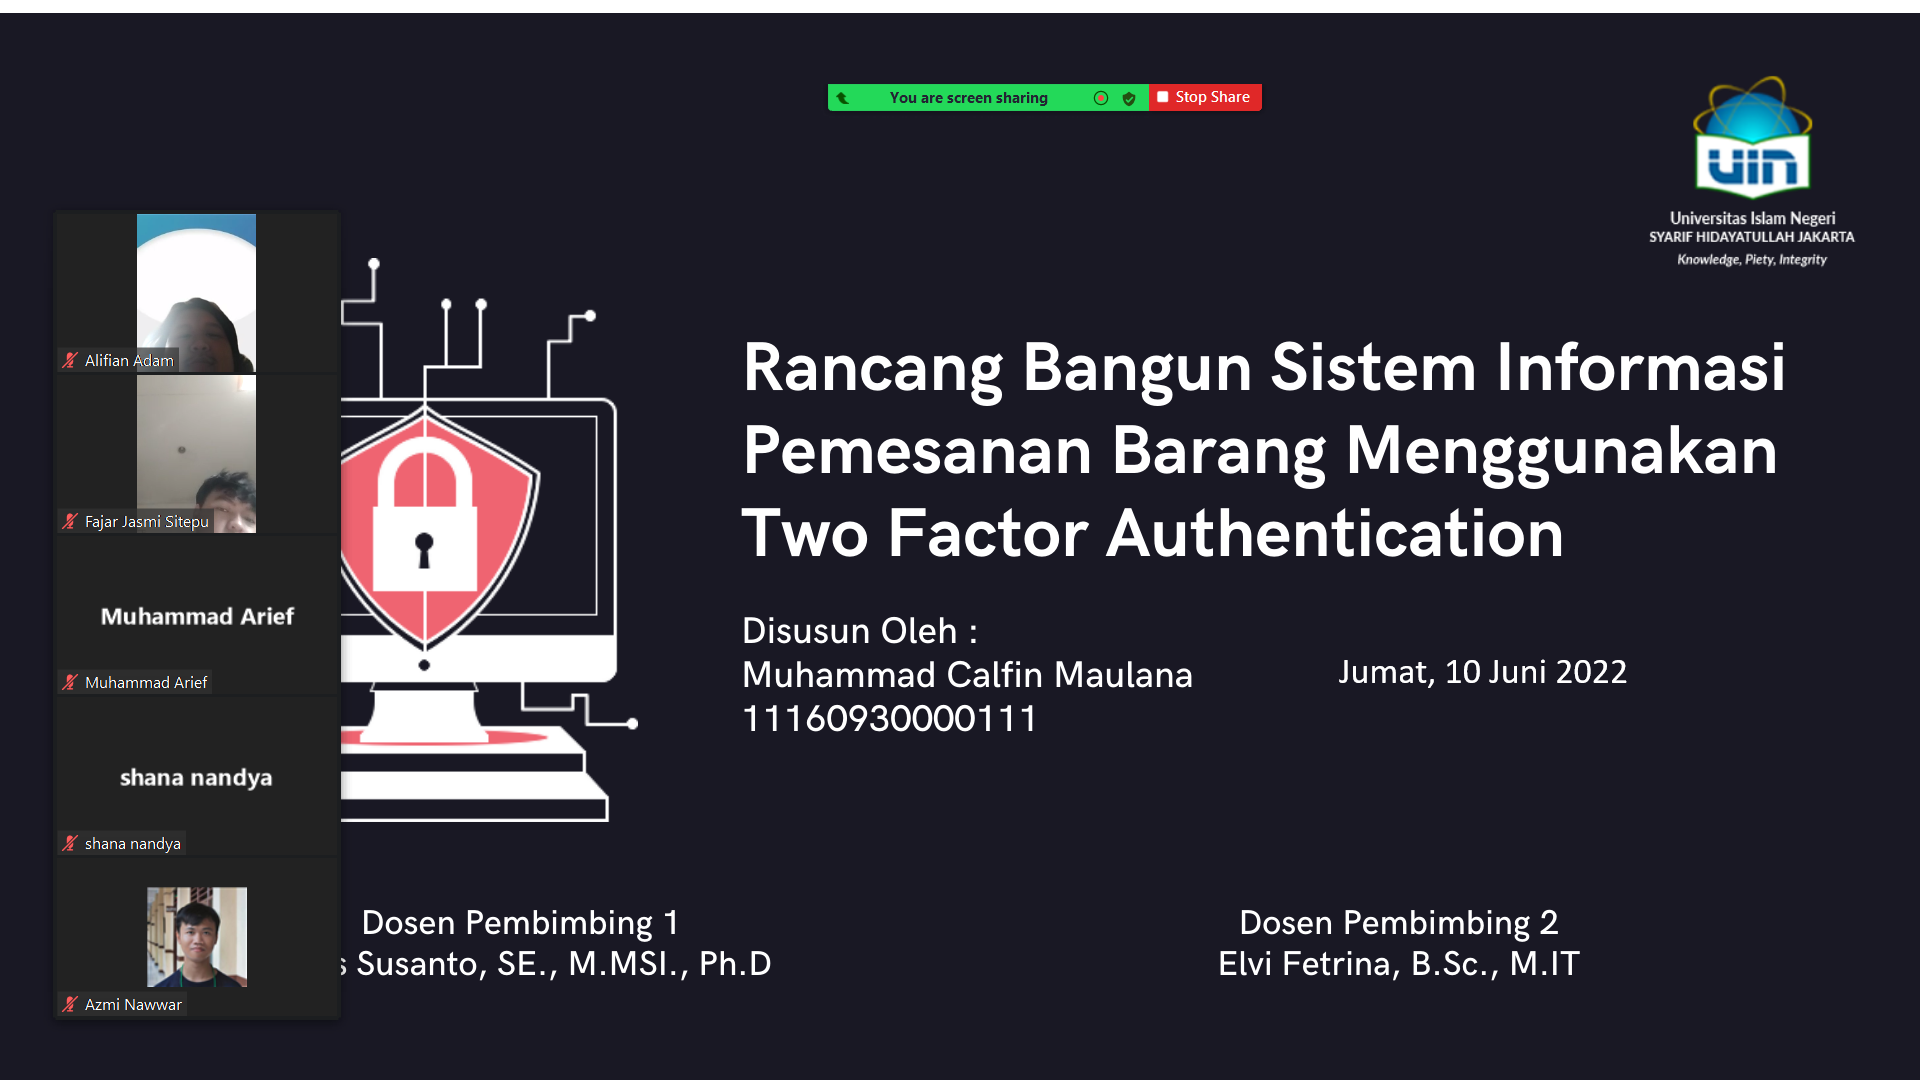 You are screen sharing
Stop Share
uin
Universitas Islam Negeri
SYARIF HIDAYATULLAH JAKARTA
Knowledge, Piety, Integrity
Alifian Adam
Fajar Jasmi Sitepu
Muhammad Arief
Muhammad Arief
shana nandya
shana nandya
Azmi Nawwar
Rancang Bangun Sistem Informasi
Pemesanan Barang Menggunakan
Two Factor Authentication
Disusun Oleh :
Muhammad Calfin Maulana
11160930000111
Jumat, 10 Juni 2022
Dosen Pembimbing 1
Susanto, SE., M.MSI., Ph.D
Dosen Pembimbing 2
Elvi Fetrina, B.Sc., M.IT